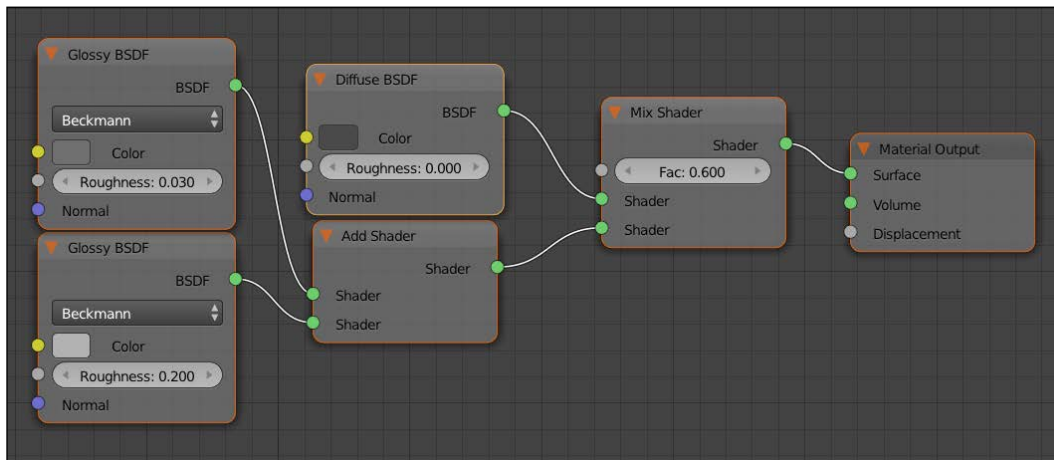 Glossy BSDF
BSDF
Beckmann
Color
Roughness: 0.030
Normal
Glossy BSDF
BSDF
Beckmann
Color
Roughness: 0.200
Normal
Diffuse BSDF
BSDF
Color
Roughness: 0.000
Normal
Add Shader
Shader
Shader
Shader
Mix Shader
Shader
Fac: 0.600
Shader
Shader
Material Output
Surface
Volume
Displacement